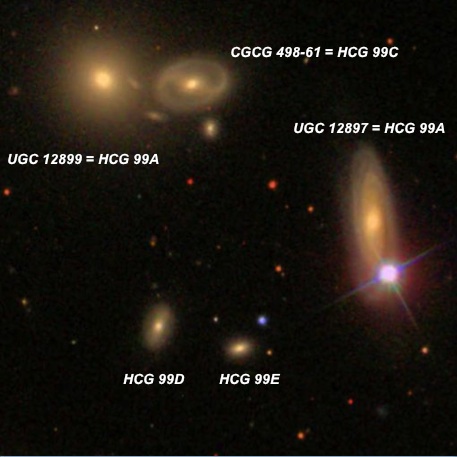 CGCG 498-61 = HCG 99C
UGC 12897 = HCG 99A
UGC 12899 = HCG 99A
HCG 99D
HCG 99E